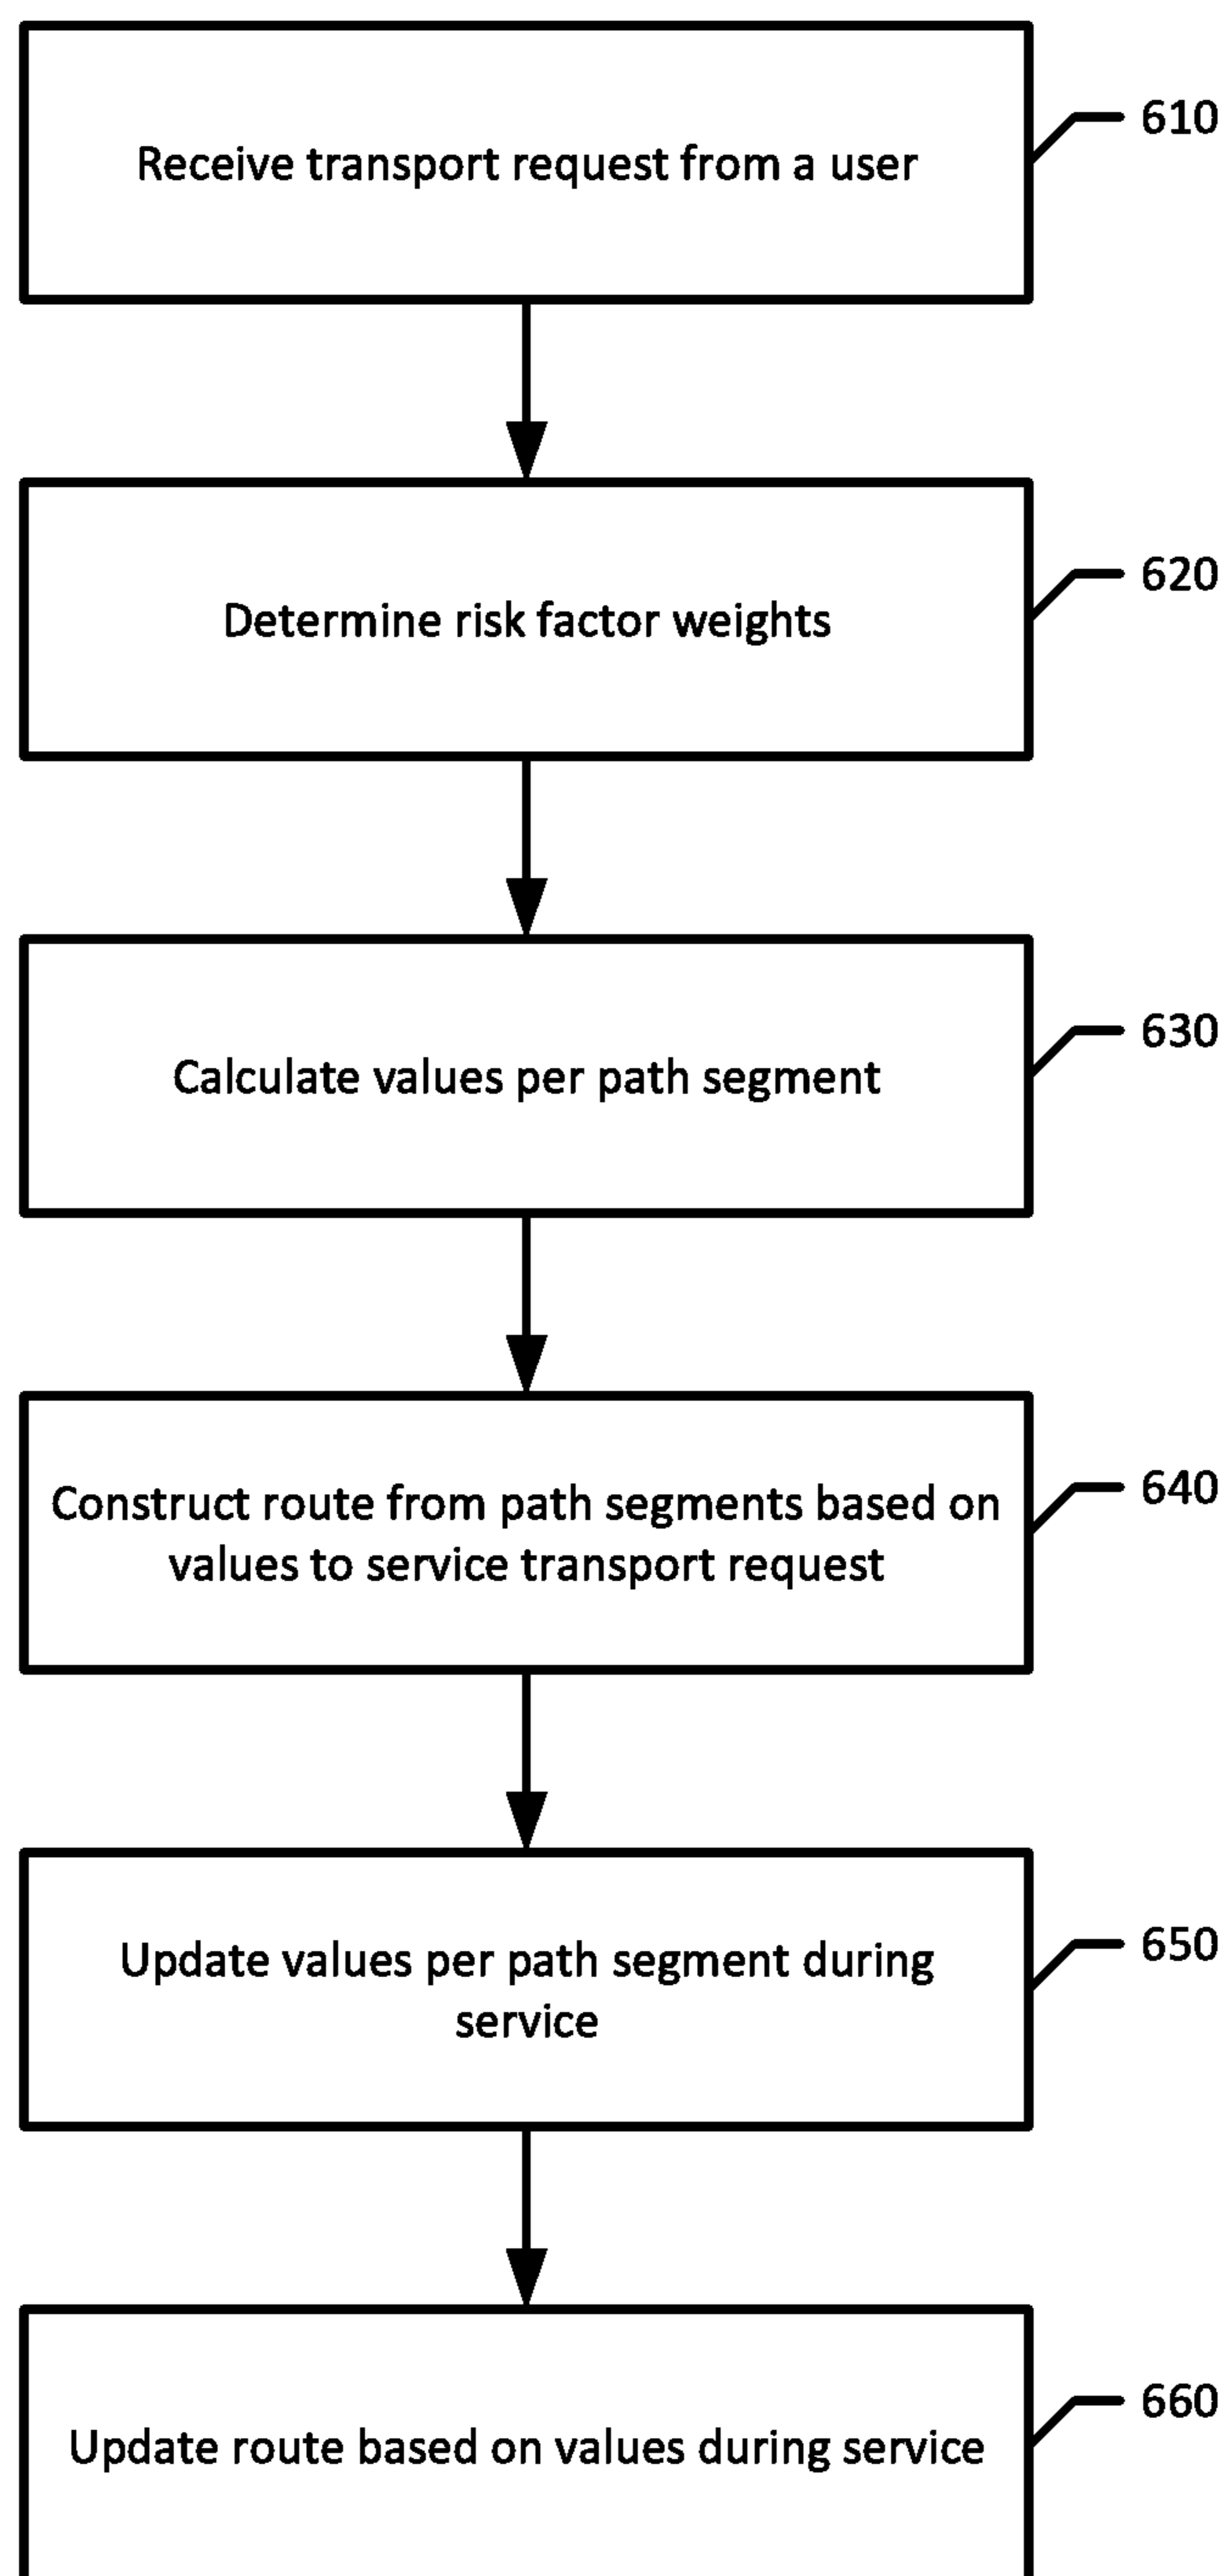 Receive transport request from a user
610
Determine risk factor weights
620
Calculate values per path segment
630
Construct route from path segments based on
values to service transport request
640
Update values per path segment during
service
650
Update route based on values during service
660